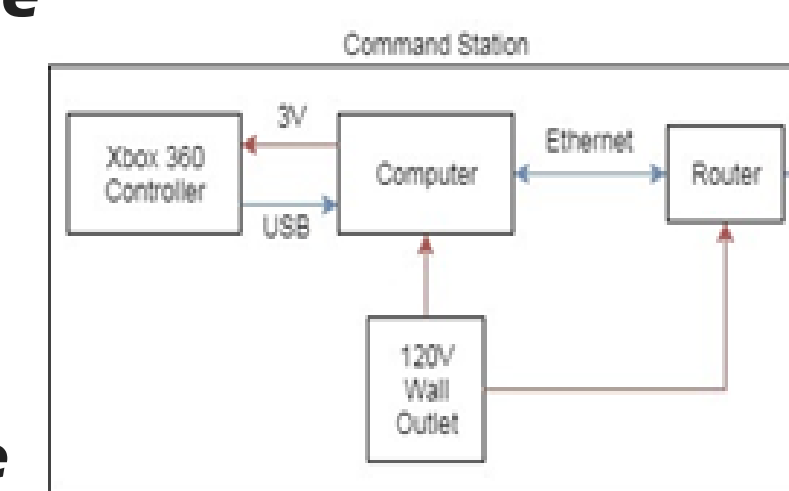 e
Command Station
3V
Xbox 360
Controller
USB
Computer
Ethernet
Router
120V
Wall
Outlet
e